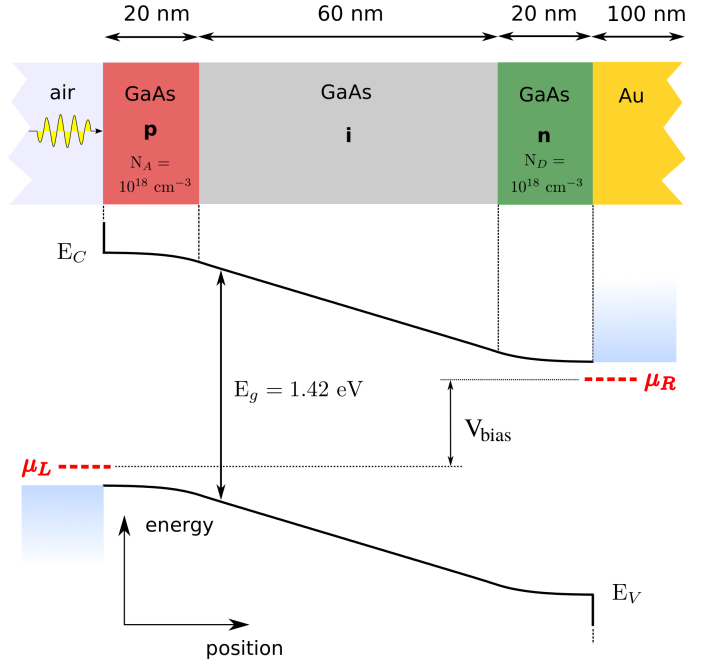 20 nm 60 nm 20 nm 100 nm
air GaAs GaAs GaAs Au
p i n
N_A = N_D =
10^18 cm^−3 10^18 cm^−3
E_C
E_g = 1.42 eV
μ_R
V_bias
μ_L
energy
E_V
position